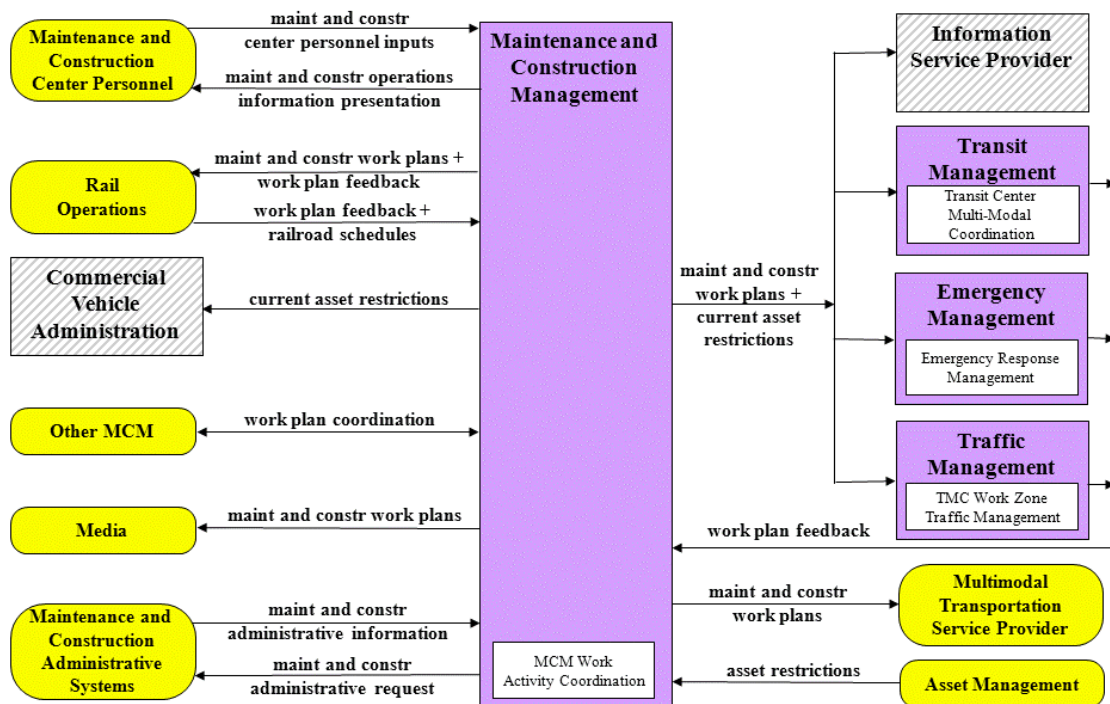 maint and constr
center personnel inputs
Maintenance and
Construction
Center Personnel
maint and constr operations
information presentation
maint and constr work plans +
work plan feedback
Rail
Operations
work plan feedback +
railroad schedules
Commercial
Vehicle
Administration
current asset restrictions
Other MCM
work plan coordination
Media
maint and constr work plans
Maintenance and
Construction
Administrative
Systems
maint and constr
administrative information
maint and constr
administrative request
Maintenance and
Construction
Management
MCM Work
Activity Coordination
maint and constr
work plans +
current asset
restrictions
Information
Service Provider
Transit
Management
Transit Center
Multi-Modal
Coordination
Emergency
Management
Emergency Response
Management
Traffic
Management
TMC Work Zone
Traffic Management
work plan feedback
maint and constr
work plans
Multimodal
Transportation
Service Provider
asset restrictions
Asset Management